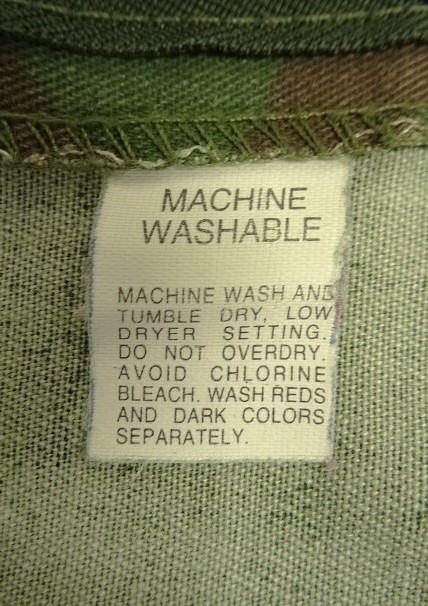 MACHINE
WASHABLE
MACHINE WASH AND
TUMBLE DRY, LOW
DRYER SETTING.
DO NOT OVERDRY.
AVOID CHLORINE
BLEACH. WASH REDS
AND DARK COLORS
SEPARATELY.